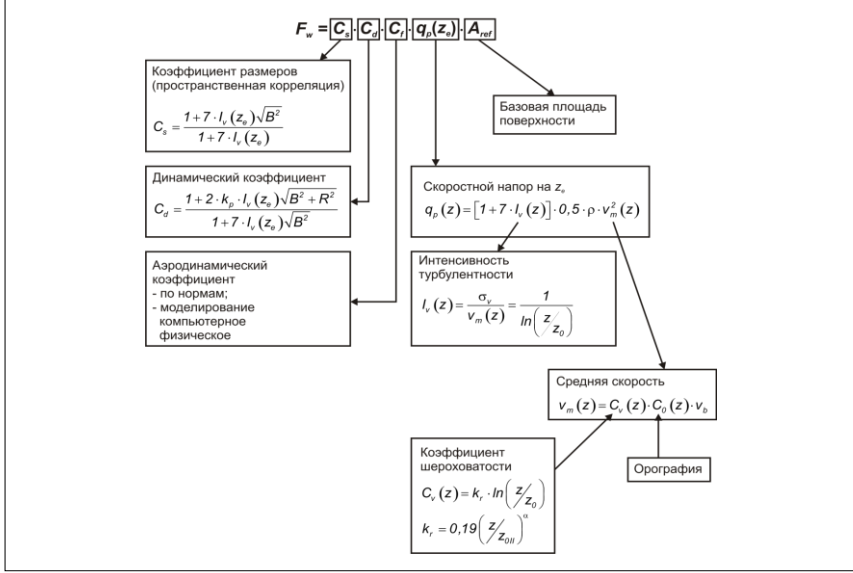 F_w = C_s · C_d · C_f · q_p(z_e) · A_ref
Коэффициент размеров
(пространственная корреляция)
C_s = (1+7·I_v(z_e)√B²) / (1+7·I_v(z_e))
Базовая площадь
поверхности
Динамический коэффициент
C_d = (1+2·k_p·I_v(z_e)√(B²+R²)) / (1+7·I_v(z_e)√B²)
Скоростной напор на z_e
q_p(z)=[1+7·I_v(z)]·0,5·ρ·v_m²(z)
Аэродинамический
коэффициент
- по нормам;
- моделирование
компьютерное
физическое
Интенсивность
турбулентности
I_v(z) = σ_v / v_m(z) = 1 / ln(z/z_0)
Средняя скорость
v_m(z)=C_v(z)·C_0(z)·v_b
Коэффициент
шероховатости
C_v(z)=k_r·ln(z/z_0)
k_r=0,19(z/z_0II)^α
Орография